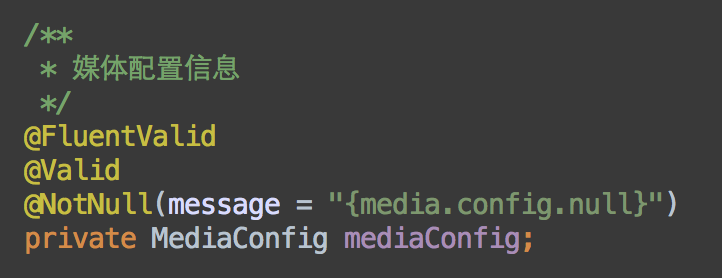 /**
* 媒体配置信息
*/
@FluentValid
@Valid
@NotNull(message = "{media.config.null}")
private MediaConfig mediaConfig;